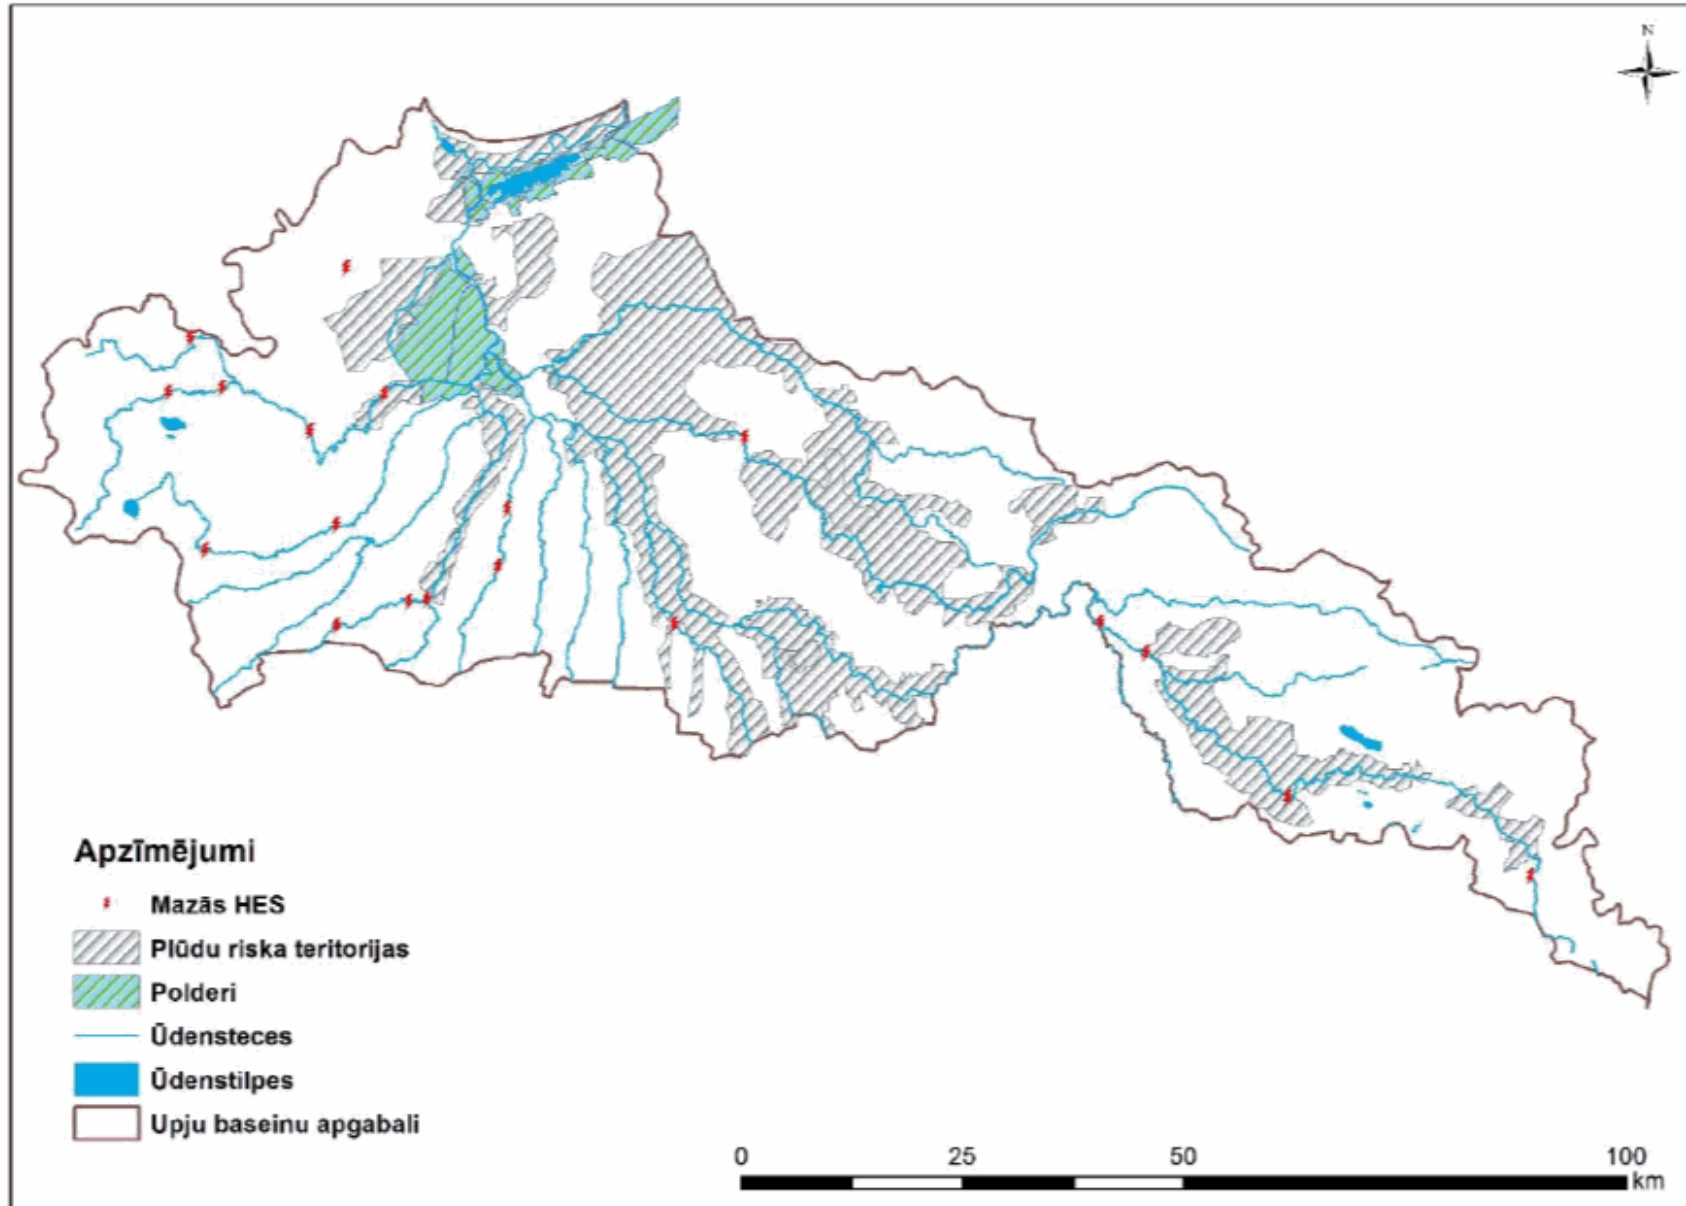 N
Apzīmējumi
Mazās HES
Plūdu riska teritorijas
Polderi
Ūdensteces
Ūdenstilpes
Upju baseinu apgabali
0 25 50 100
km